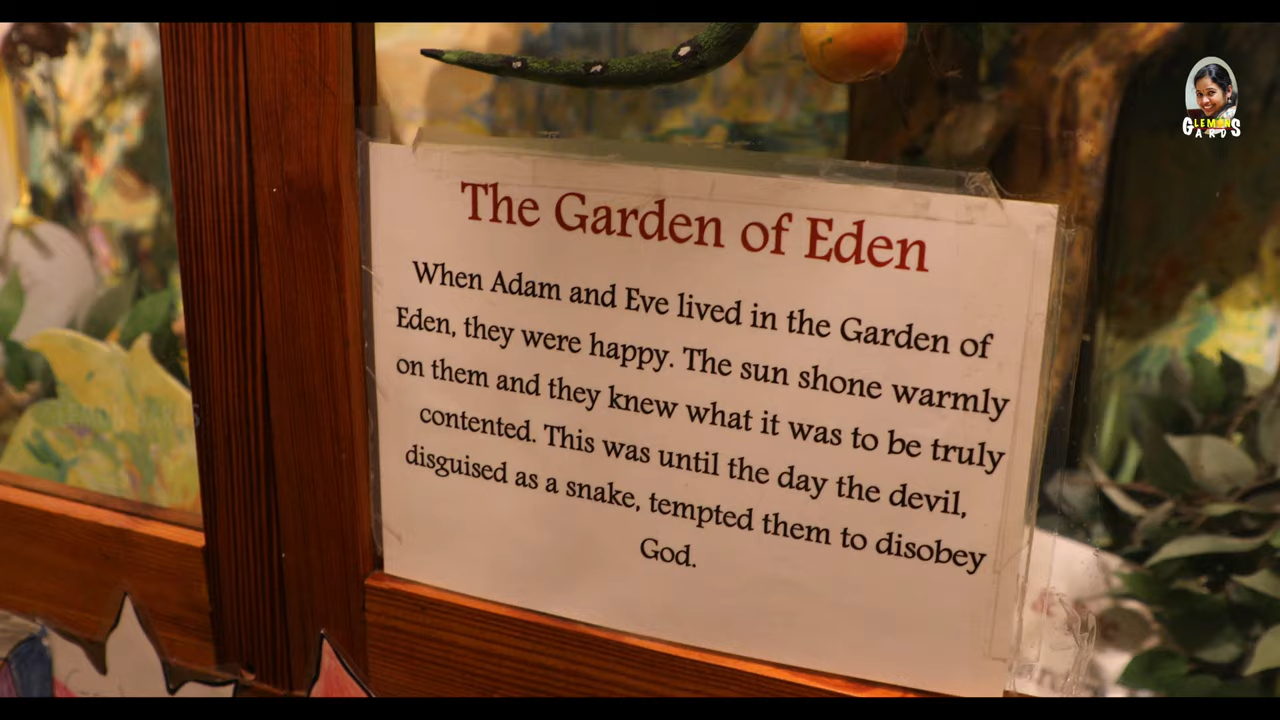 LEMON
GARDS
The Garden of Eden
When Adam and Eve lived in the Garden of
Eden, they were happy. The sun shone warmly
on them and they knew what it was to be truly
contented. This was until the day the devil,
disguised as a snake, tempted them to disobey
God.